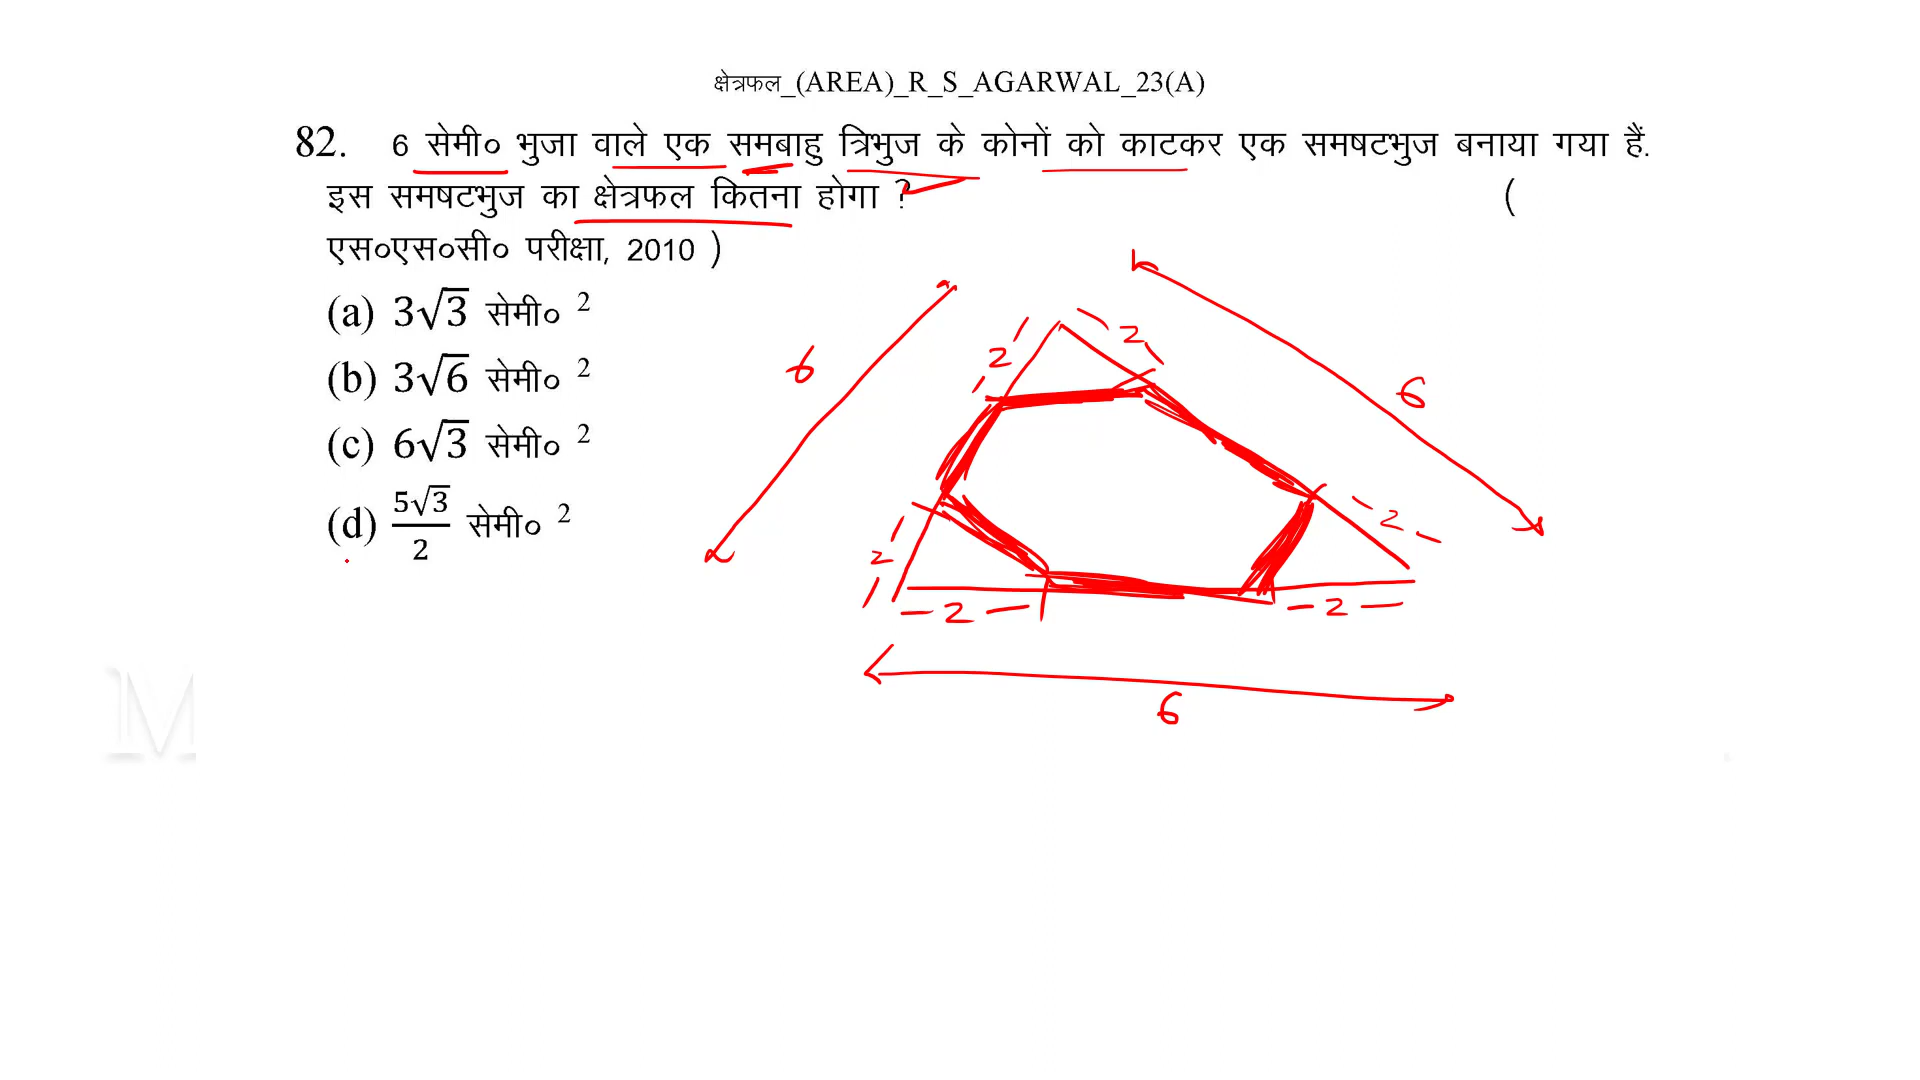 क्षेत्रफल_(AREA)_R_S_AGARWAL_23(A)
82. 6 सेमी० भुजा वाले एक समबाहु त्रिभुज के कोनों को काटकर एक समषटभुज बनाया गया हैं.
इस समषटभुज का क्षेत्रफल कितना होगा ? (
एस०एस०सी० परीक्षा, 2010 )
(a) 3√3 सेमी० ²
(b) 3√6 सेमी० ²
(c) 6√3 सेमी० ²
(d) 5√3/2 सेमी० ²
2
2
6
6
2
2
2
2
6
M